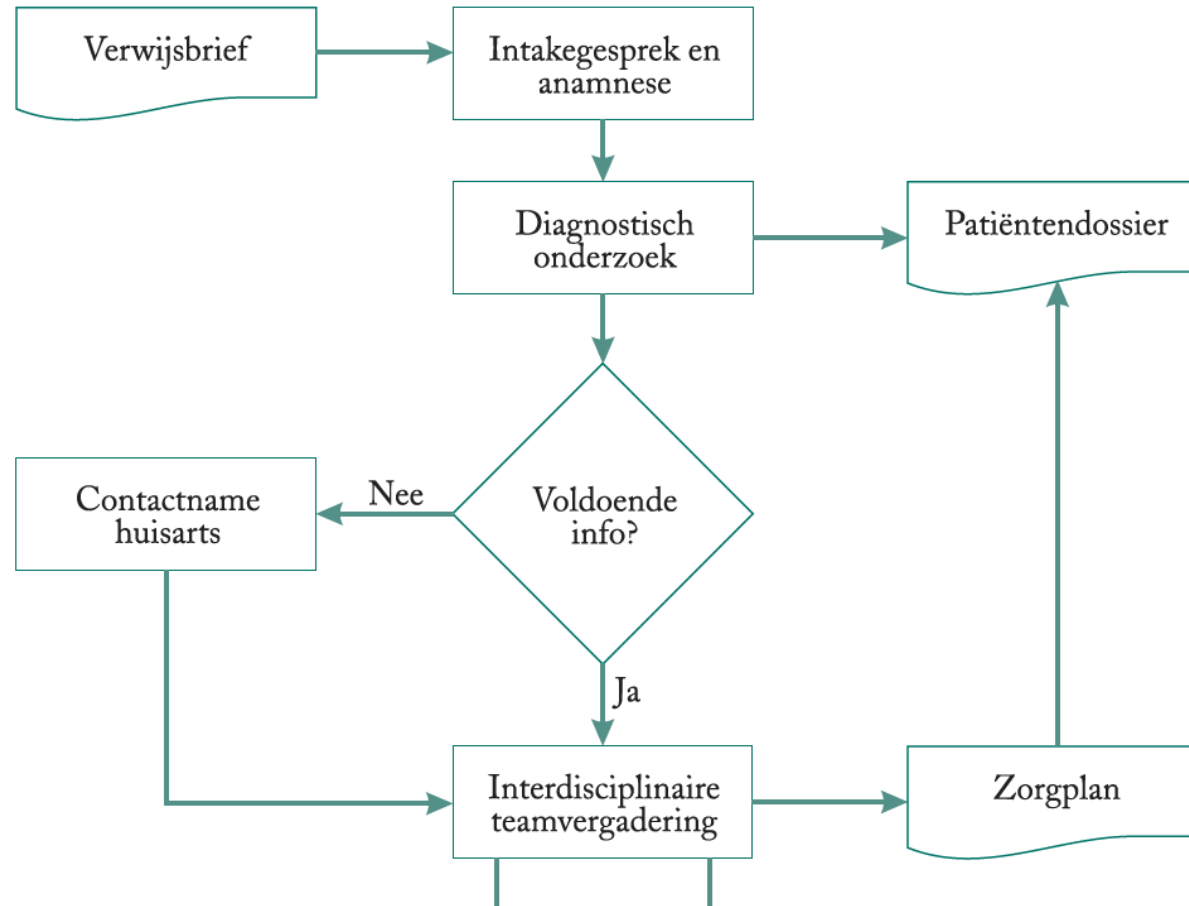 Verwijsbrief
Intakegesprek en
anamnese
Diagnostisch
onderzoek
Patiëntendossier
Voldoende
info?
Nee
Contactname
huisarts
Ja
Interdisciplinaire
teamvergadering
Zorgplan